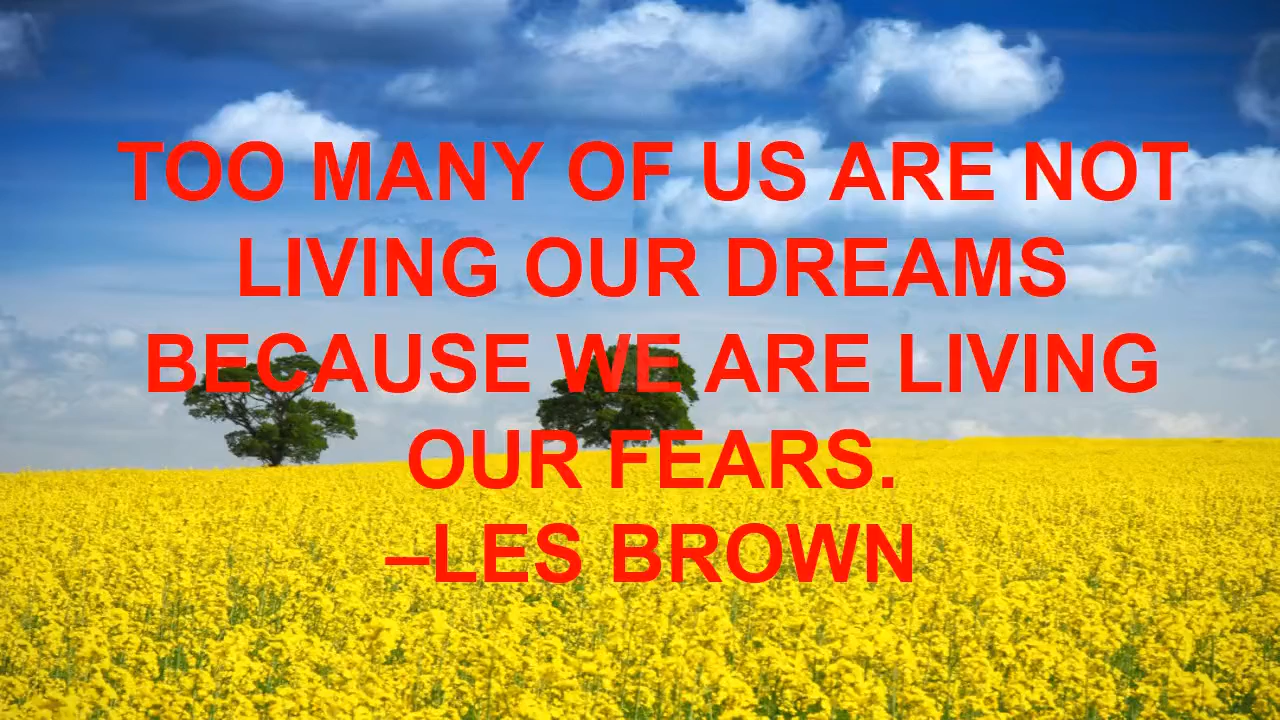 TOO MANY OF US ARE NOT
LIVING OUR DREAMS
BECAUSE WE ARE LIVING
OUR FEARS.
–LES BROWN